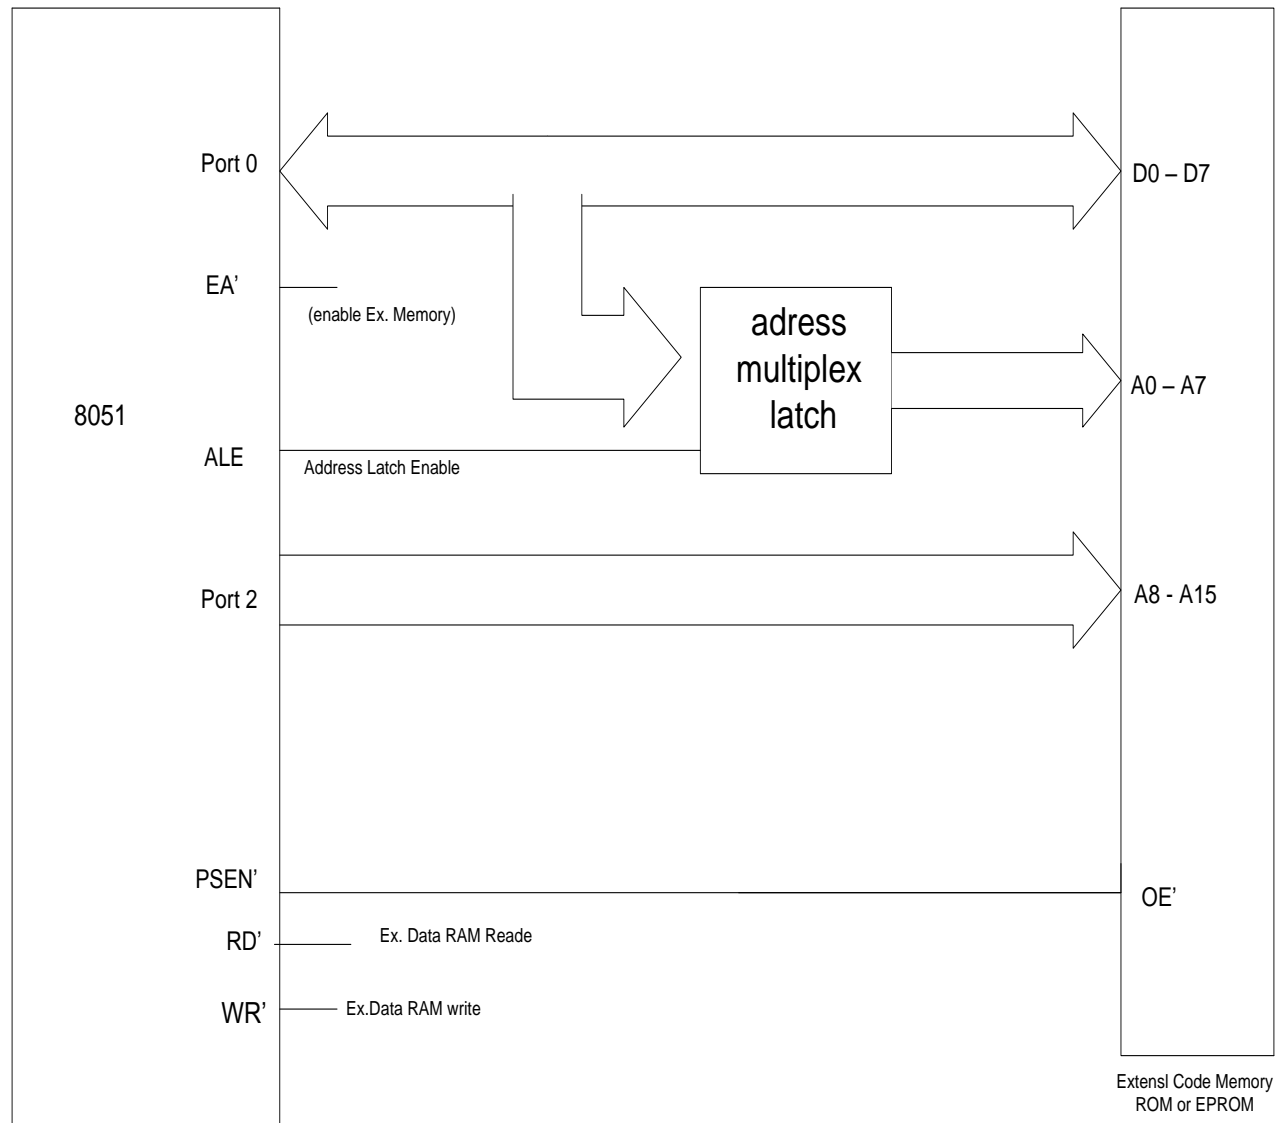 Port 0
D0 – D7
EA’
(enable Ex. Memory)
adress
multiplex
latch
A0 – A7
8051
ALE
Address Latch Enable
Port 2
A8 - A15
PSEN’
OE’
RD’
Ex. Data RAM Reade
WR’
Ex.Data RAM write
Extensl Code Memory
ROM or EPROM